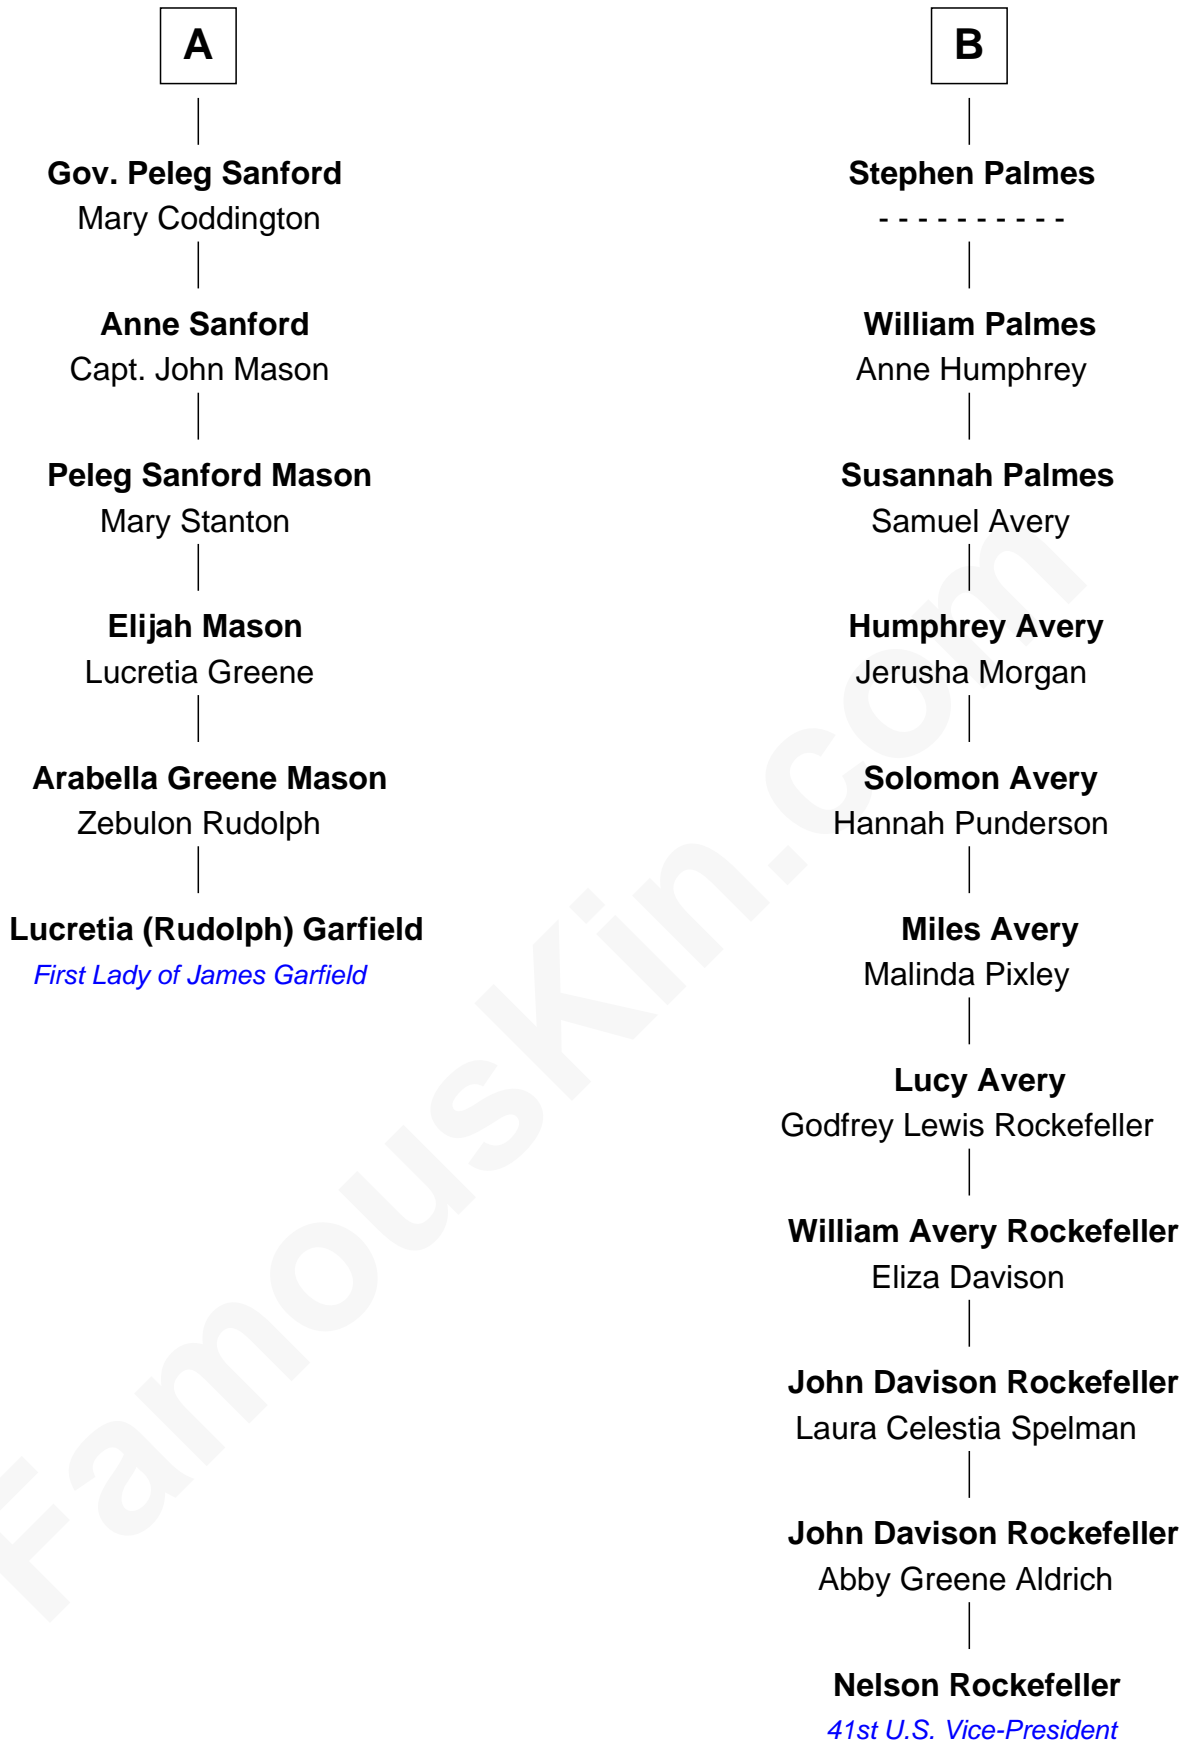 A
Gov. Peleg Sanford
Mary Coddington
Anne Sanford
Capt. John Mason
Peleg Sanford Mason
Mary Stanton
Elijah Mason
Lucretia Greene
Arabella Greene Mason
Zebulon Rudolph
Lucretia (Rudolph) Garfield
First Lady of James Garfield
B
Stephen Palmes
- - - - - - - - - -
William Palmes
Anne Humphrey
Susannah Palmes
Samuel Avery
Humphrey Avery
Jerusha Morgan
Solomon Avery
Hannah Punderson
Miles Avery
Malinda Pixley
Lucy Avery
Godfrey Lewis Rockefeller
William Avery Rockefeller
Eliza Davison
John Davison Rockefeller
Laura Celestia Spelman
John Davison Rockefeller
Abby Greene Aldrich
Nelson Rockefeller
41st U.S. Vice-President
FamousKin.com